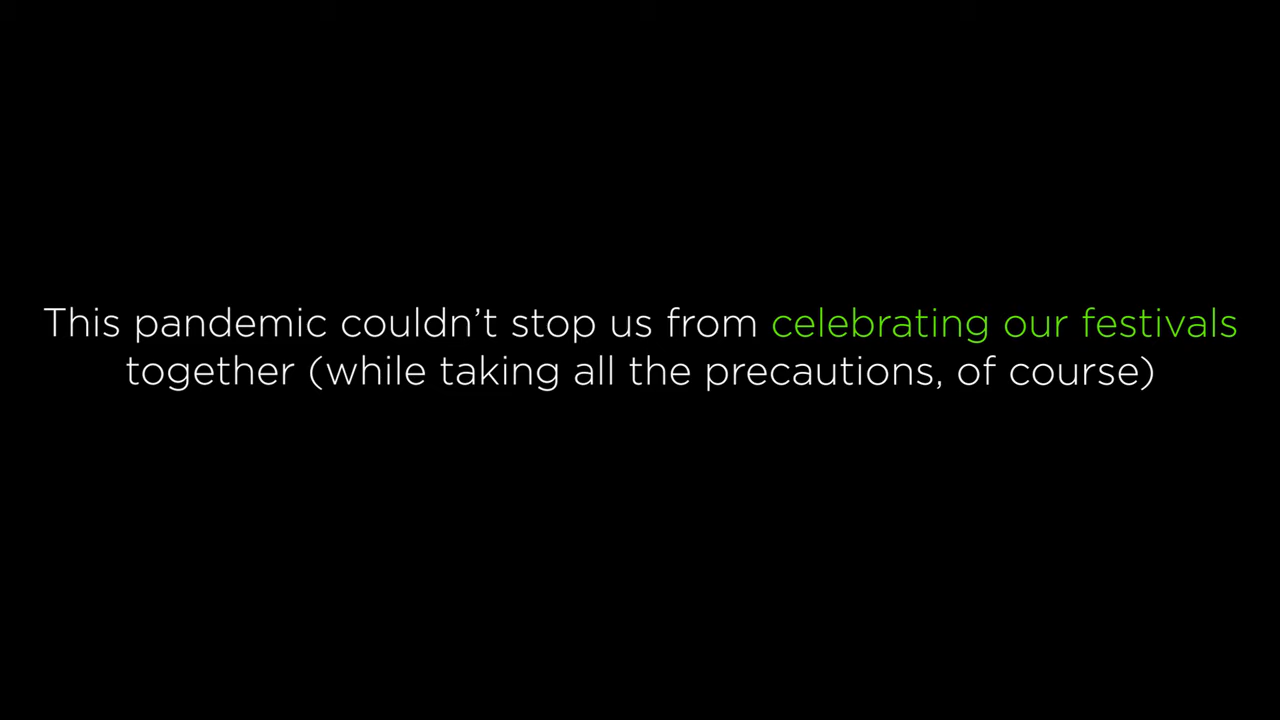 This pandemic couldn’t stop us from celebrating our festivals
together (while taking all the precautions, of course)